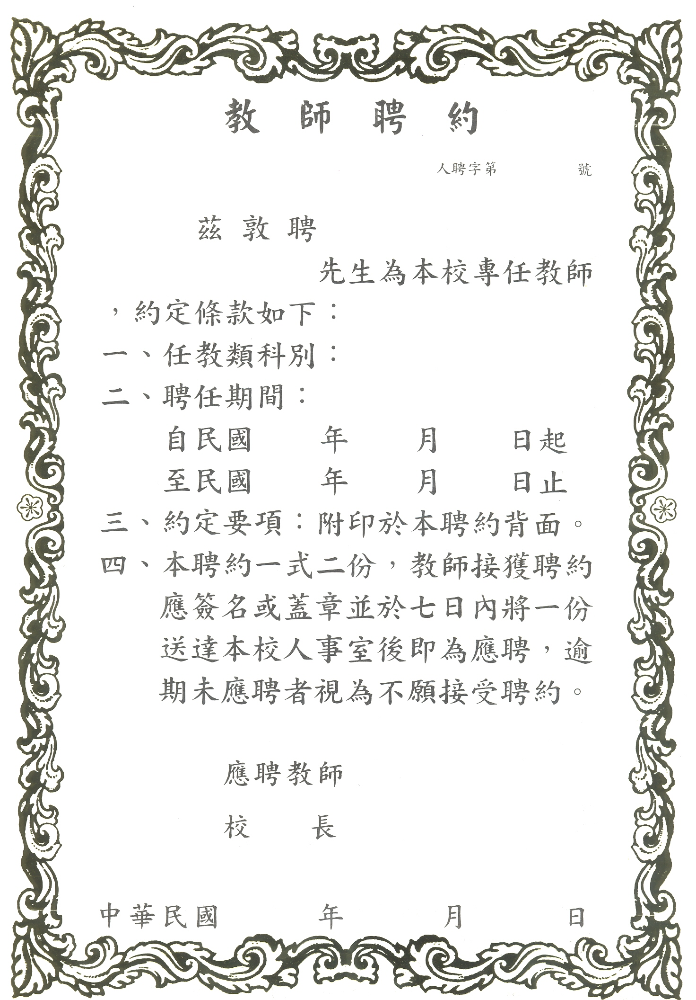 教師聘約
人聘字第　　　　　號
茲敦聘
先生為本校專任教師
，約定條款如下：
一、任教類科別：
二、聘任期間：
自民國　　年　　月　　日起
至民國　　年　　月　　日止
三、約定要項：附印於本聘約背面。
四、本聘約一式二份，教師接獲聘約
應簽名或蓋章並於七日內將一份
送達本校人事室後即為應聘，逾
期未應聘者視為不願接受聘約。
應聘教師
校　　長
中華民國　　　年　　　月　　　日